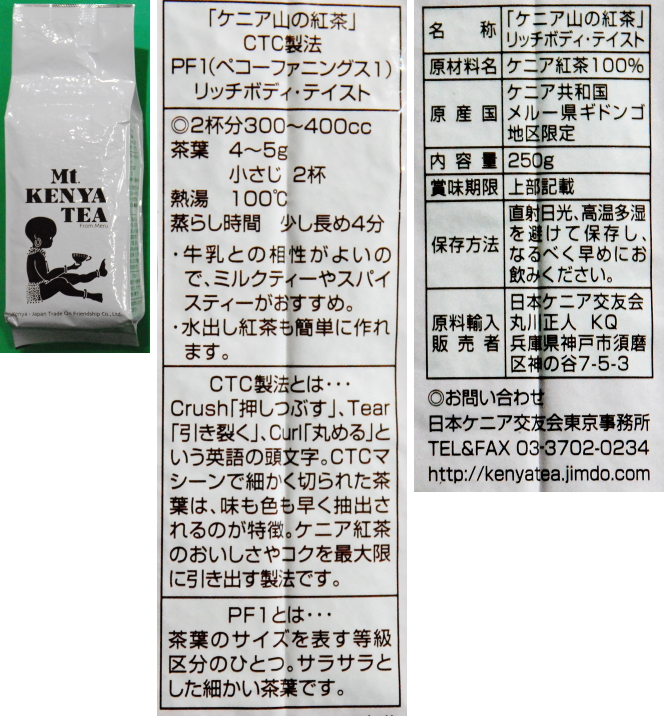 Mt.
KENYA
TEA
From Meru
Kenya - Japan Trade On Friendship Co., Ltd.
「ケニア山の紅茶」
CTC製法
PF1(ペコーファニングス1)
リッチボディ・テイスト
◎2杯分300〜400cc
茶葉 4〜5g
小さじ 2杯
熱湯 100℃
蒸らし時間 少し長め4分
・牛乳との相性がよいの
で、ミルクティーやスパイ
スティーがおすすめ。
・水出し紅茶も簡単に作れ
ます。
CTC製法とは・・・
Crush「押しつぶす」、Tear
「引き裂く」、Curl「丸める」と
いう英語の頭文字。CTCマ
シーンで細かく切られた茶
葉は、味も色も早く抽出さ
れるのが特徴。ケニア紅茶
のおいしさやコクを最大限
に引き出す製法です。
PF1とは・・・
茶葉のサイズを表す等級
区分のひとつ。サラサラと
した細かい茶葉です。
名称 「ケニア山の紅茶」
リッチボディ・テイスト
原材料名 ケニア紅茶100%
原産国 ケニア共和国
メルー県ギドンゴ
地区限定
内容量 250g
賞味期限 上部記載
保存方法 直射日光、高温多湿
を避けて保存し、
なるべく早めにお
飲みください。
原料輸入
販売者 日本ケニア交友会
丸川正人 KQ
兵庫県神戸市須磨
区神の谷7-5-3
◎お問い合わせ
日本ケニア交友会東京事務所
TEL&FAX 03-3702-0234
http://kenyatea.jimdo.com